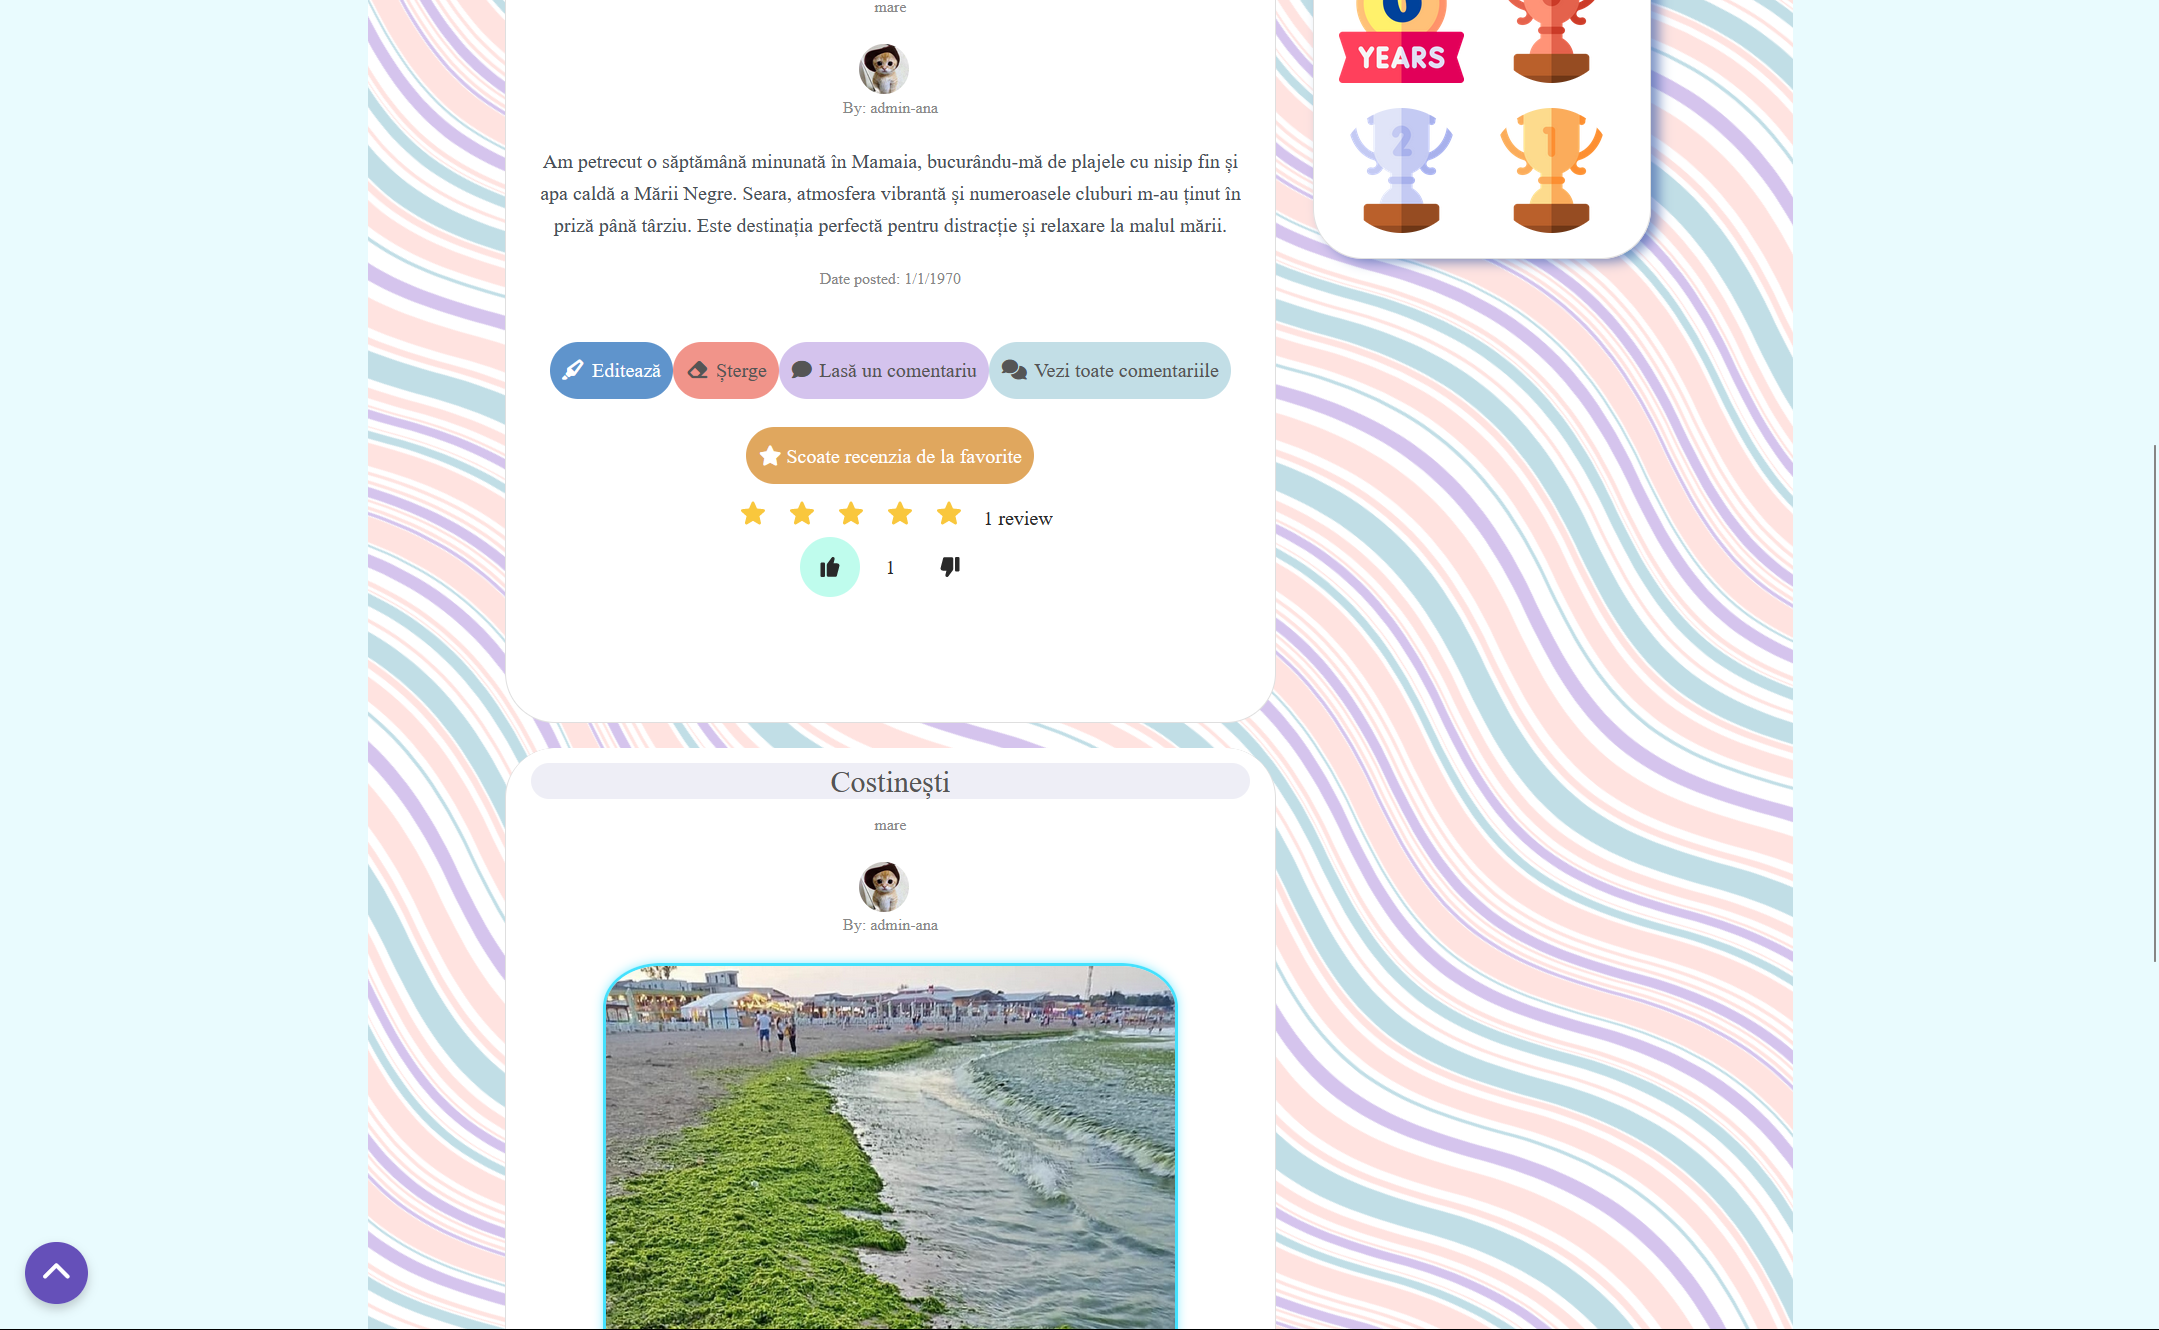 mare
By: admin-ana
Am petrecut o săptămână minunată în Mamaia, bucurându-mă de plajele cu nisip fin și
apa caldă a Mării Negre. Seara, atmosfera vibrantă și numeroasele cluburi m-au ținut în
priză până târziu. Este destinația perfectă pentru distracție și relaxare la malul mării.
Date posted: 1/1/1970
Editează
Șterge
Lasă un comentariu
Vezi toate comentariile
Scoate recenzia de la favorite
1 review
1
Costinești
mare
By: admin-ana
YEARS
2
1